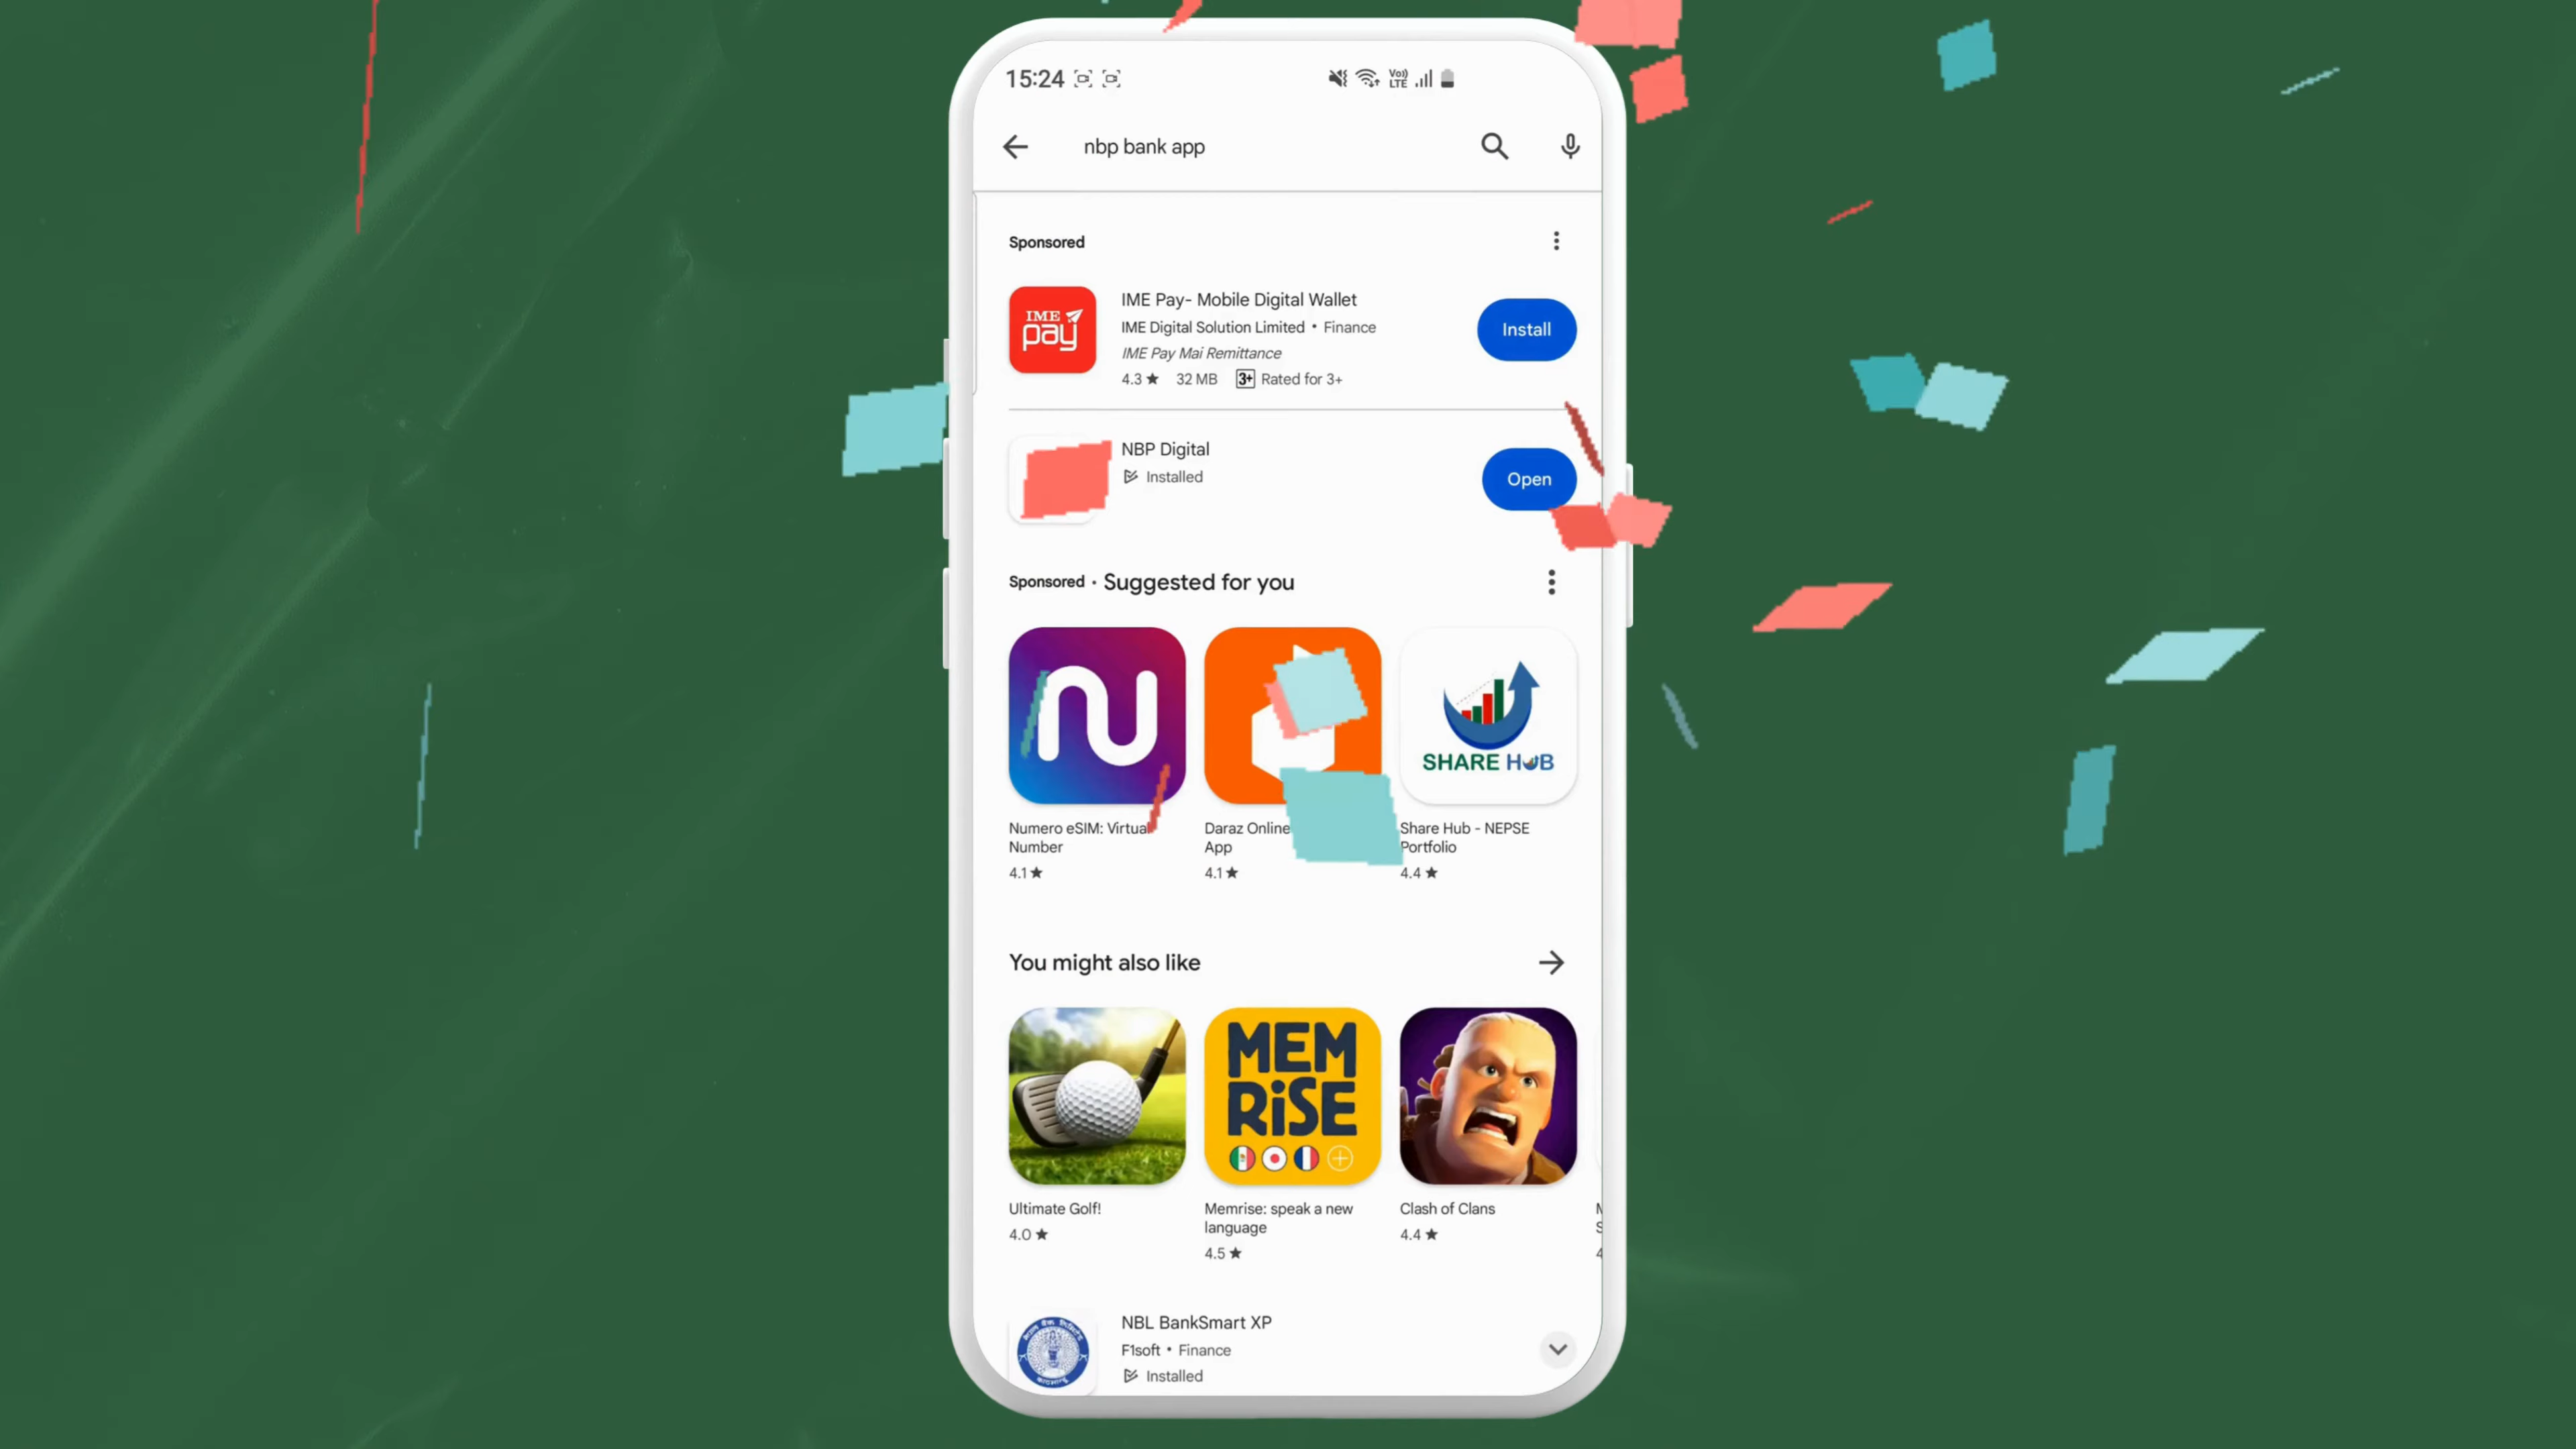 15:24
Vo))
LTE
nbp bank app
Sponsored
IME pay
IME Pay- Mobile Digital Wallet
IME Digital Solution Limited • Finance
IME Pay Mai Remittance
4.3 ★ 32 MB 3+ Rated for 3+
Install
NBP Digital
Installed
Open
Sponsored · Suggested for you
SHARE HUB
Numero eSIM: Virtual
Number
4.1 ★
Daraz Online
App
4.1 ★
Share Hub - NEPSE
Portfolio
4.4 ★
You might also like
MEM
RiSE
Ultimate Golf!
4.0 ★
Memrise: speak a new
language
4.5 ★
Clash of Clans
4.4 ★
NBL BankSmart XP
F1soft • Finance
Installed